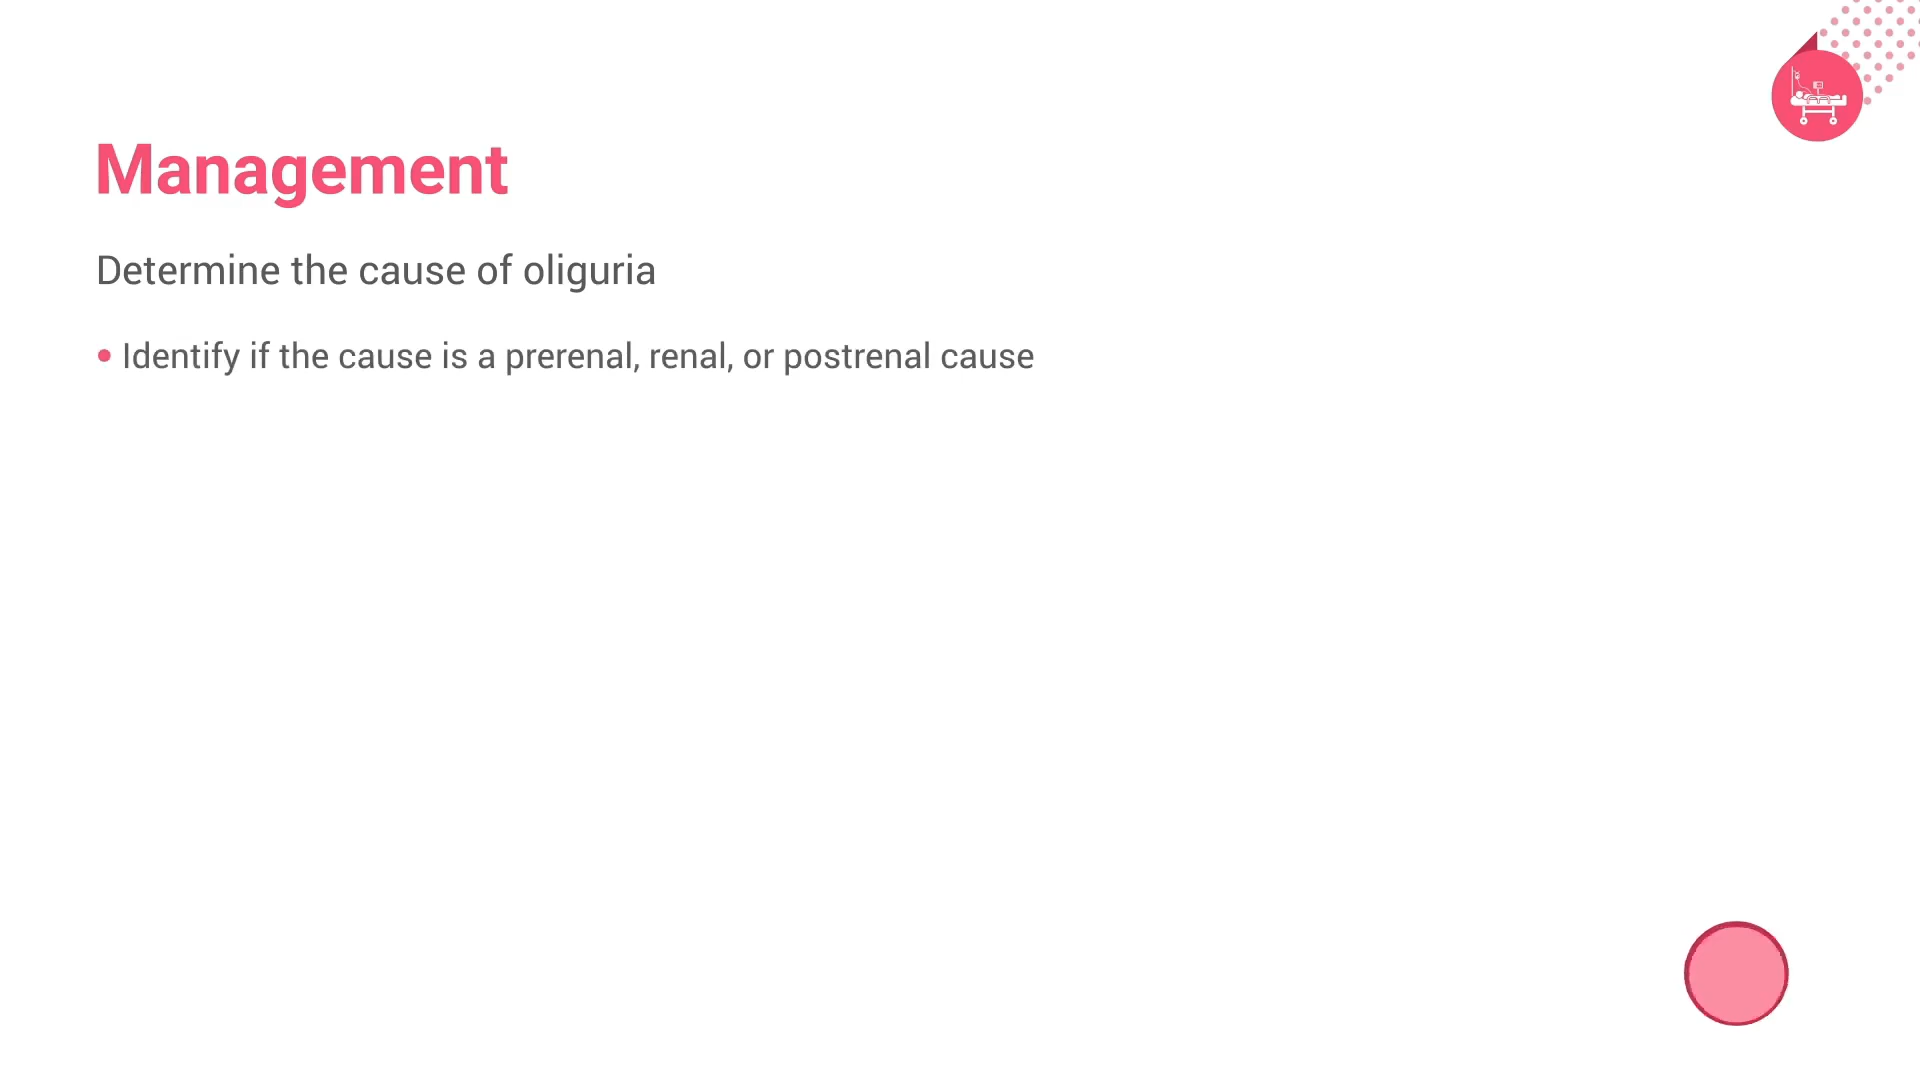 Management
Determine the cause of oliguria
• Identify if the cause is a prerenal, renal, or postrenal cause